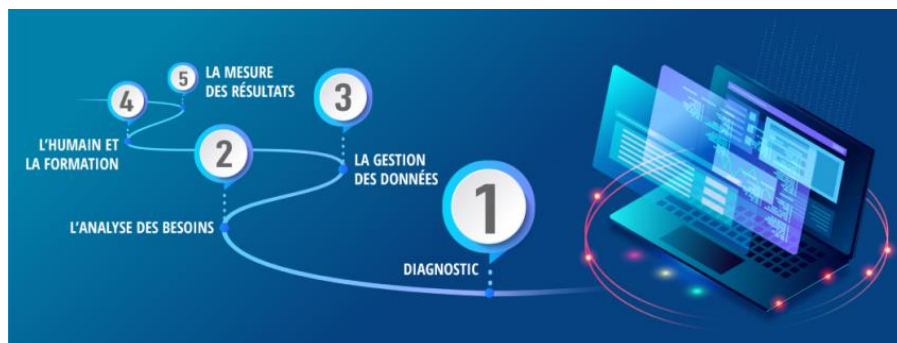 5
LA MESURE
DES RÉSULTATS
4
L'HUMAIN ET
LA FORMATION
3
LA GESTION
DES DONNÉES
2
L'ANALYSE DES BESOINS
1
DIAGNOSTIC